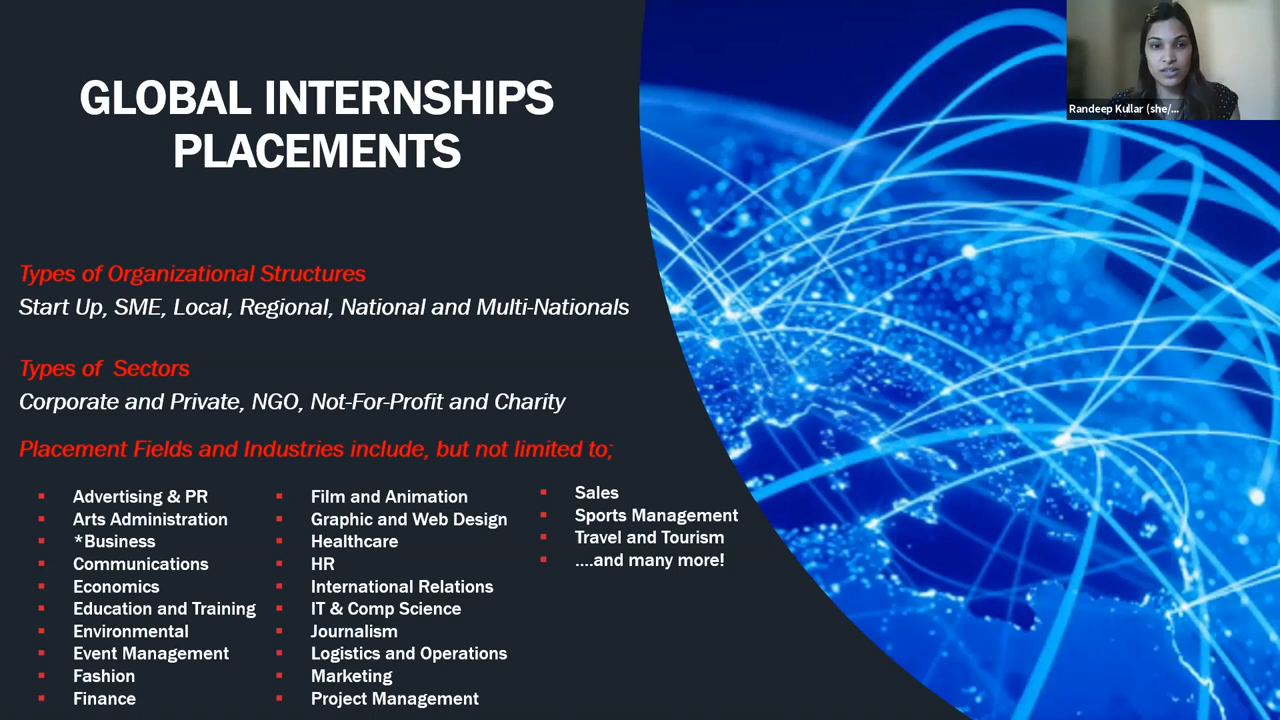 GLOBAL INTERNSHIPS
PLACEMENTS
Randeep Kullar (she/...
Types of Organizational Structures
Start Up, SME, Local, Regional, National and Multi-Nationals
Types of  Sectors
Corporate and Private, NGO, Not-For-Profit and Charity
Placement Fields and Industries include, but not limited to;
Advertising & PR
Arts Administration
*Business
Communications
Economics
Education and Training
Environmental
Event Management
Fashion
Finance
Film and Animation
Graphic and Web Design
Healthcare
HR
International Relations
IT & Comp Science
Journalism
Logistics and Operations
Marketing
Project Management
Sales
Sports Management
Travel and Tourism
....and many more!